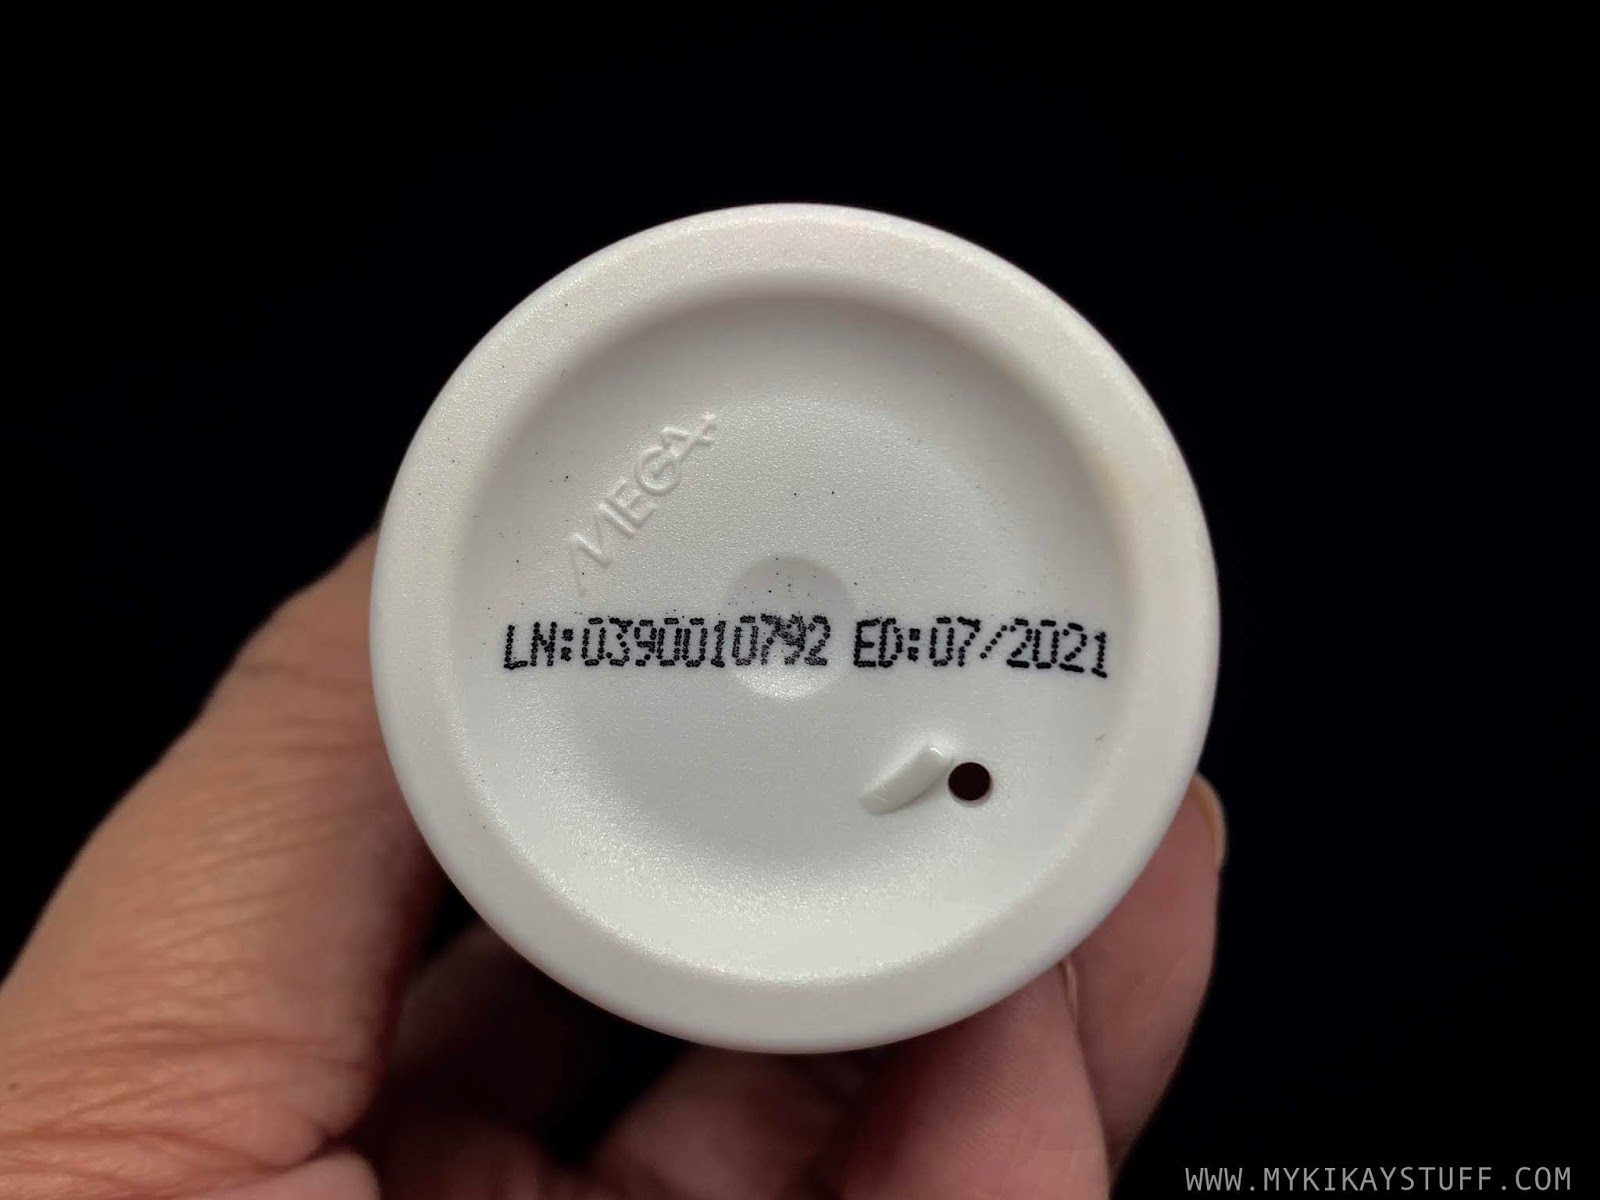 MEGA
LN:0390010792 ED:07/2021
WWW.MYKIKAYSTUFF.COM